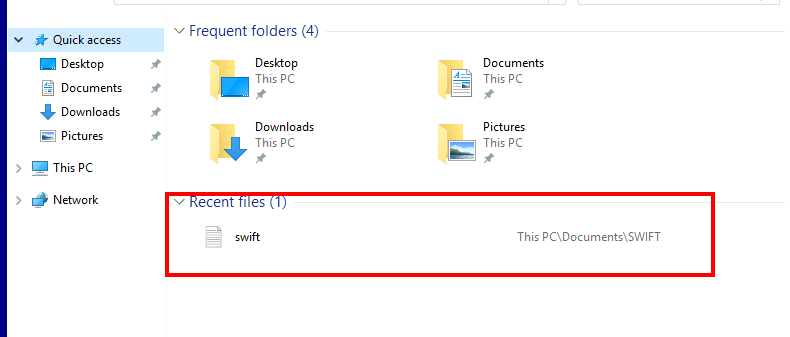 Quick access
Desktop
Documents
Downloads
Pictures
This PC
Network
Frequent folders (4)
Desktop
This PC
Documents
This PC
Downloads
This PC
Pictures
This PC
Recent files (1)
swift This PC\Documents\SWIFT